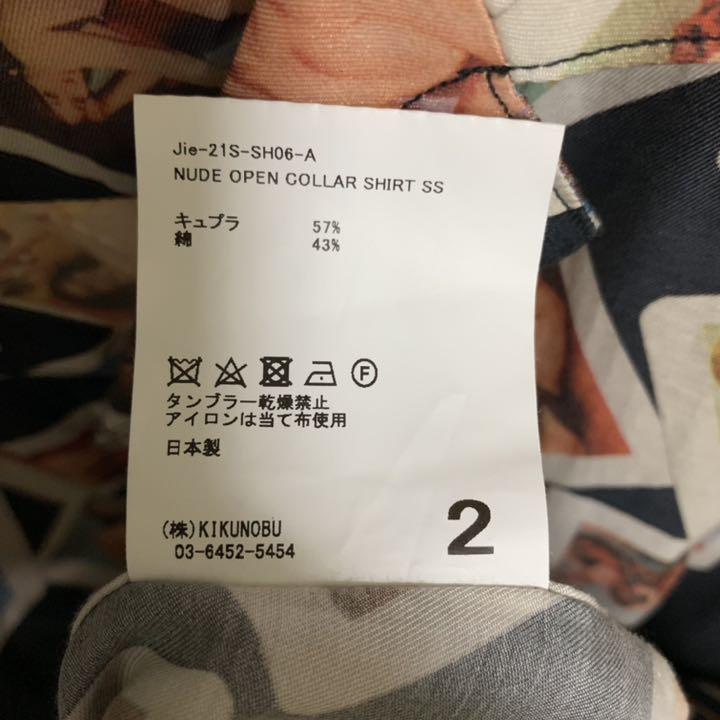 Jie-21S-SH06-A
NUDE OPEN COLLAR SHIRT SS
キュプラ 57%
綿 43%
F
タンブラー乾燥禁止
アイロンは当て布使用
日本製
(株)KIKUNOBU
03-6452-5454
2